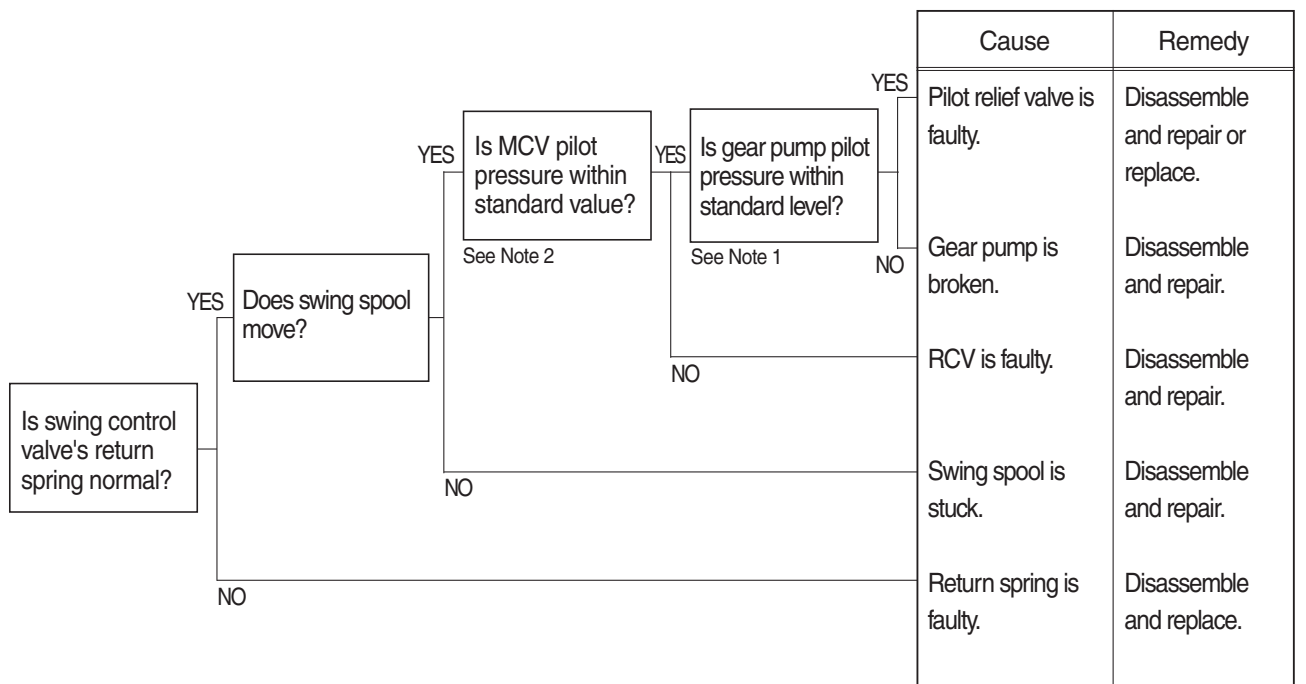 Cause
Remedy
YES
Pilot relief valve is
faulty.
Disassemble
and repair or
replace.
YES
Is MCV pilot
pressure within
standard value?
See Note 2
YES
Is gear pump pilot
pressure within
standard level?
See Note 1
NO
Gear pump is
broken.
Disassemble
and repair.
YES
Does swing spool
move?
NO
RCV is faulty.
Disassemble
and repair.
Is swing control
valve's return
spring normal?
NO
Swing spool is
stuck.
Disassemble
and repair.
NO
Return spring is
faulty.
Disassemble
and replace.